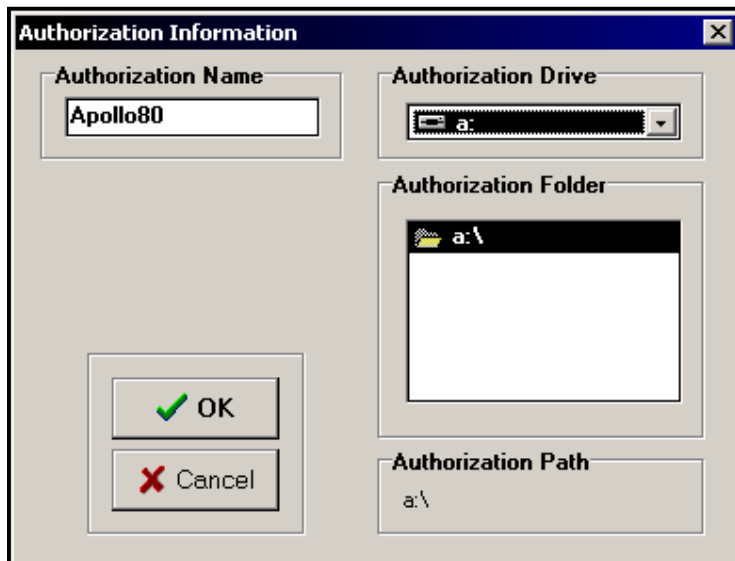 Authorization Information
Authorization Name
Apollo80
Authorization Drive
a:
Authorization Folder
a:\
OK
Cancel
Authorization Path
a:\